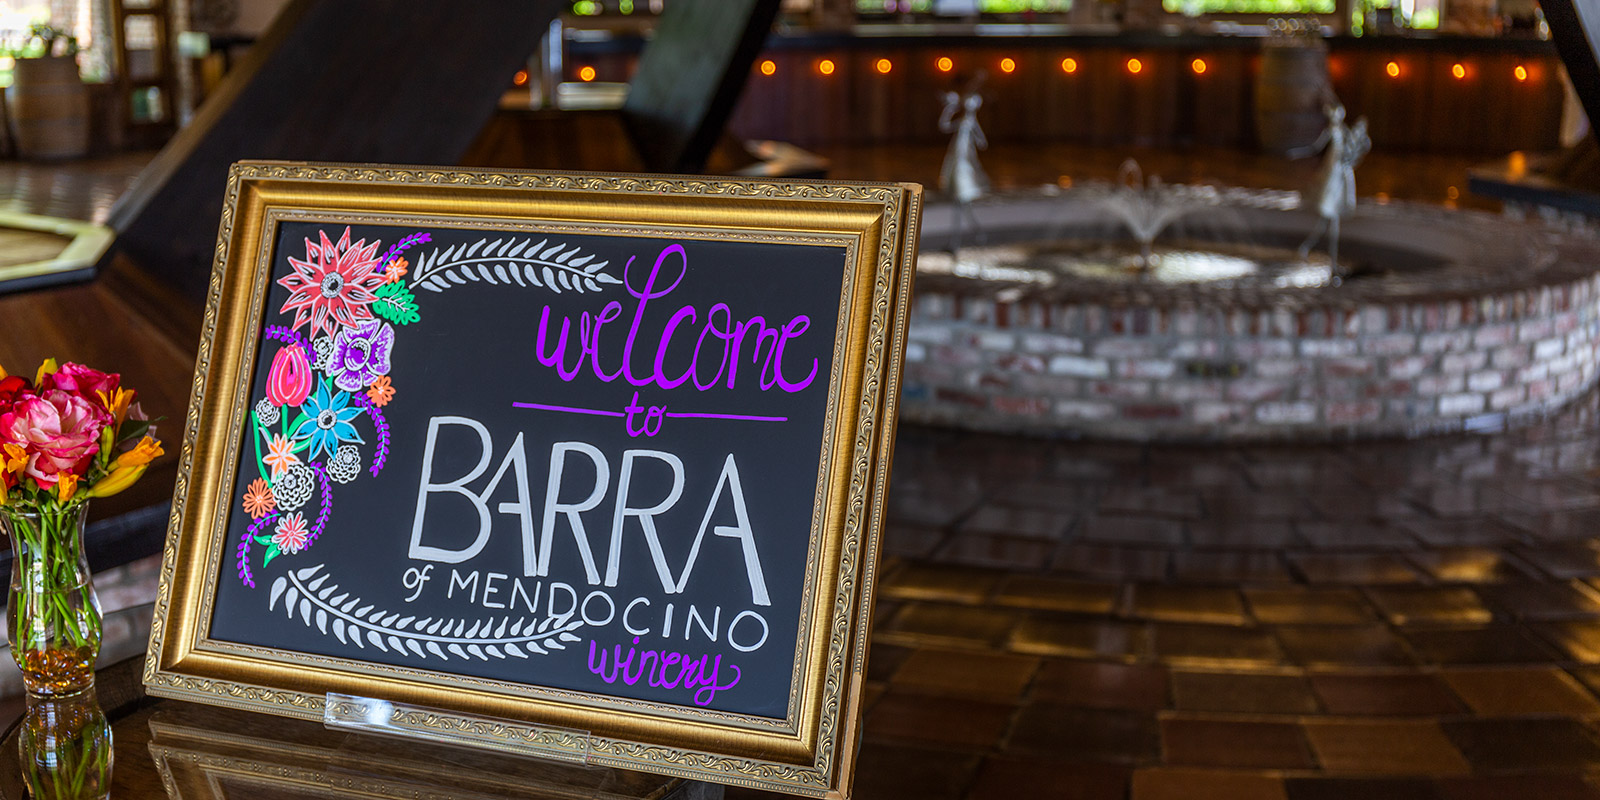 welcome
to
BARRA
of MENDOCINO
winery